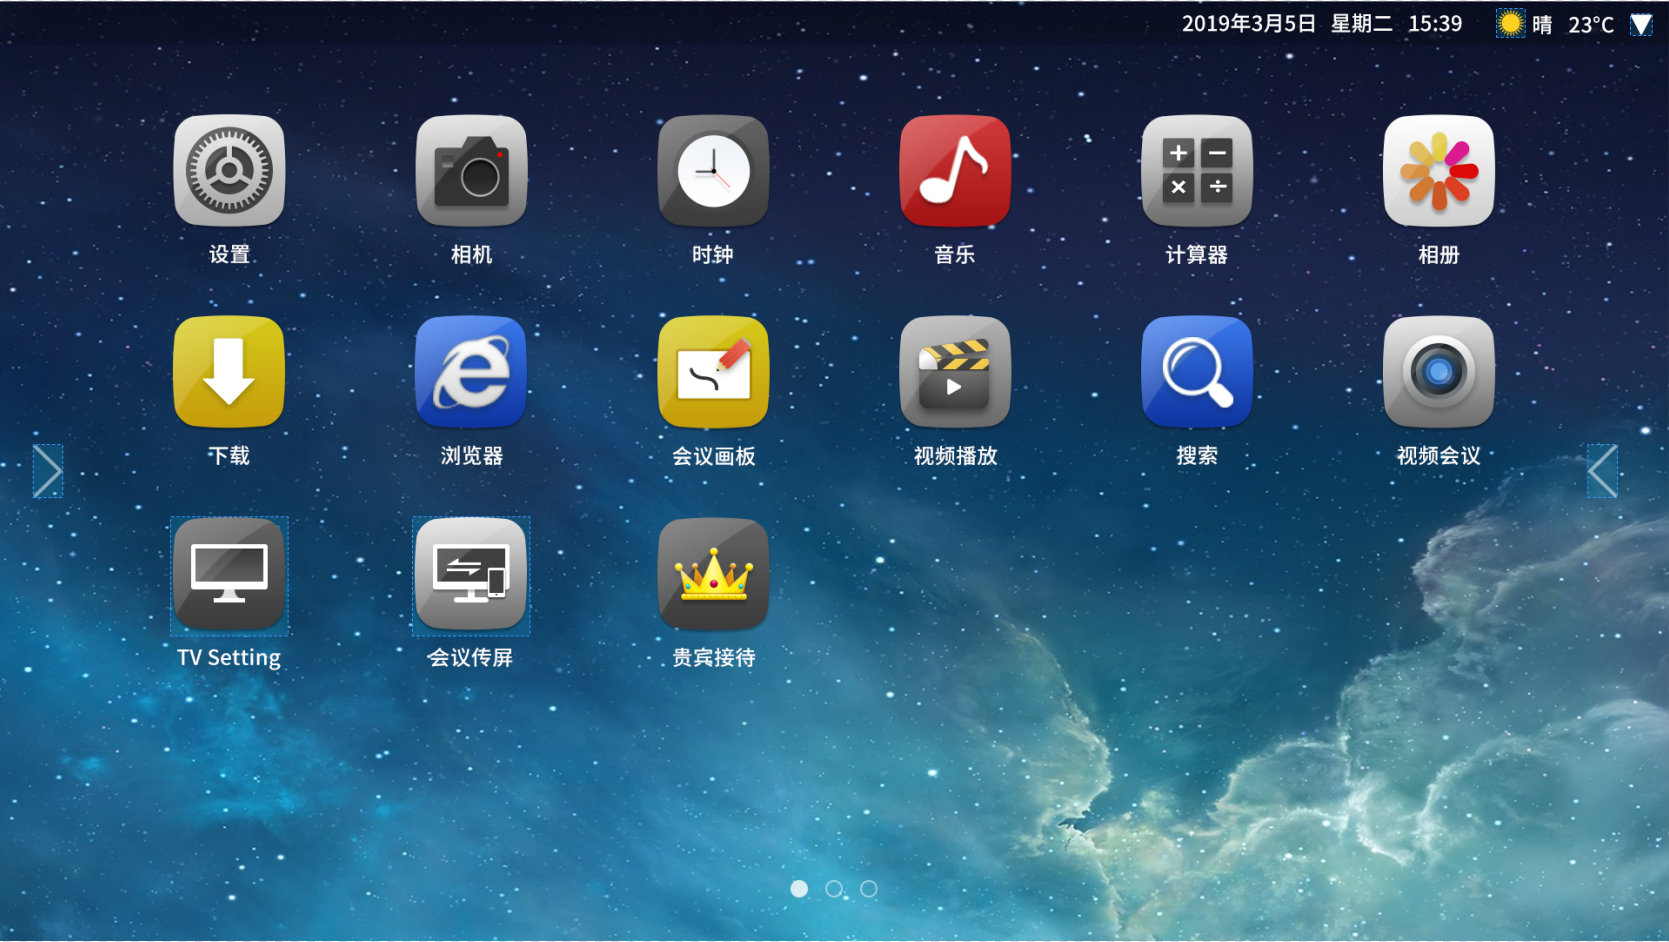 2019年3月5日 星期二 15:39 晴 23°C
设置 相机 时钟 音乐 计算器 相册
下载 浏览器 会议画板 视频播放 搜索 视频会议
TV Setting 会议传屏 贵宾接待